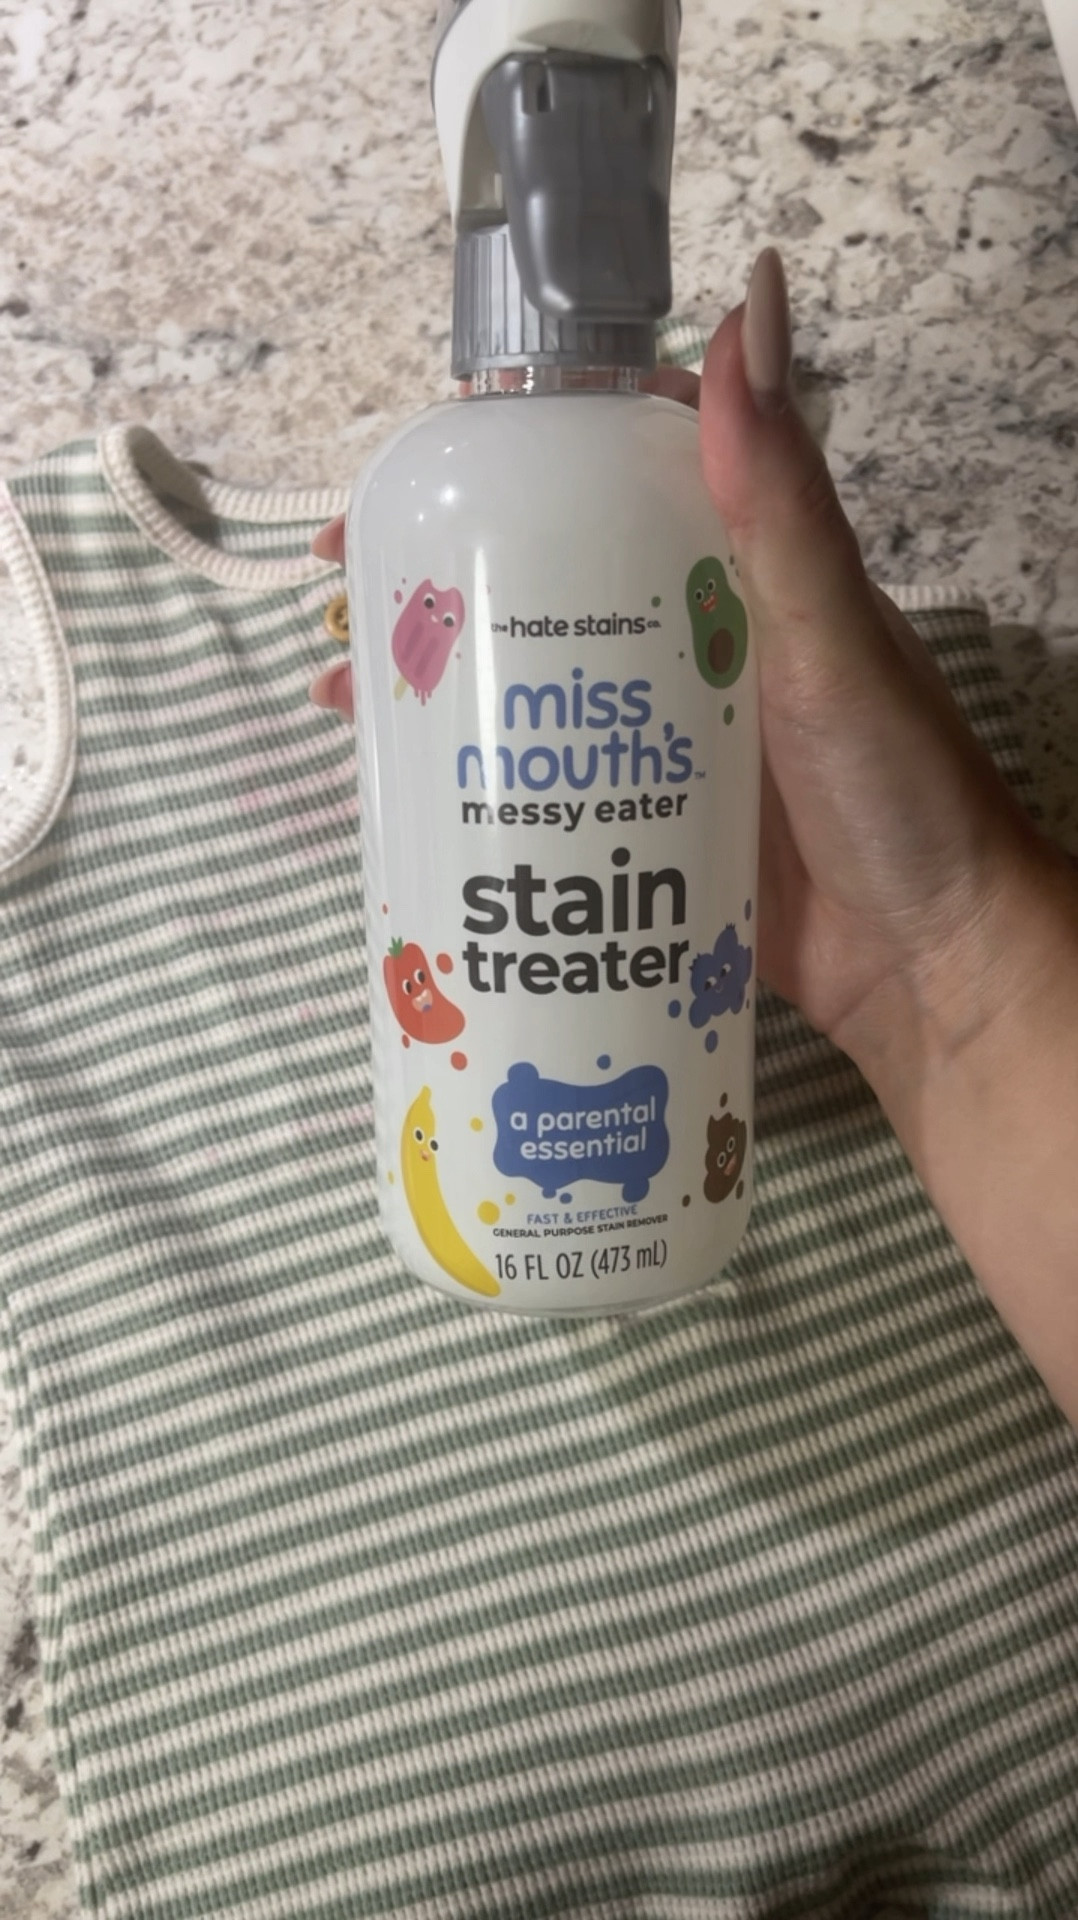 the hate stains co.
miss
mouth's™
messy eater
stain
treater
a parental
essential
FAST & EFFECTIVE
GENERAL PURPOSE STAIN REMOVER
16 FL OZ (473 mL)